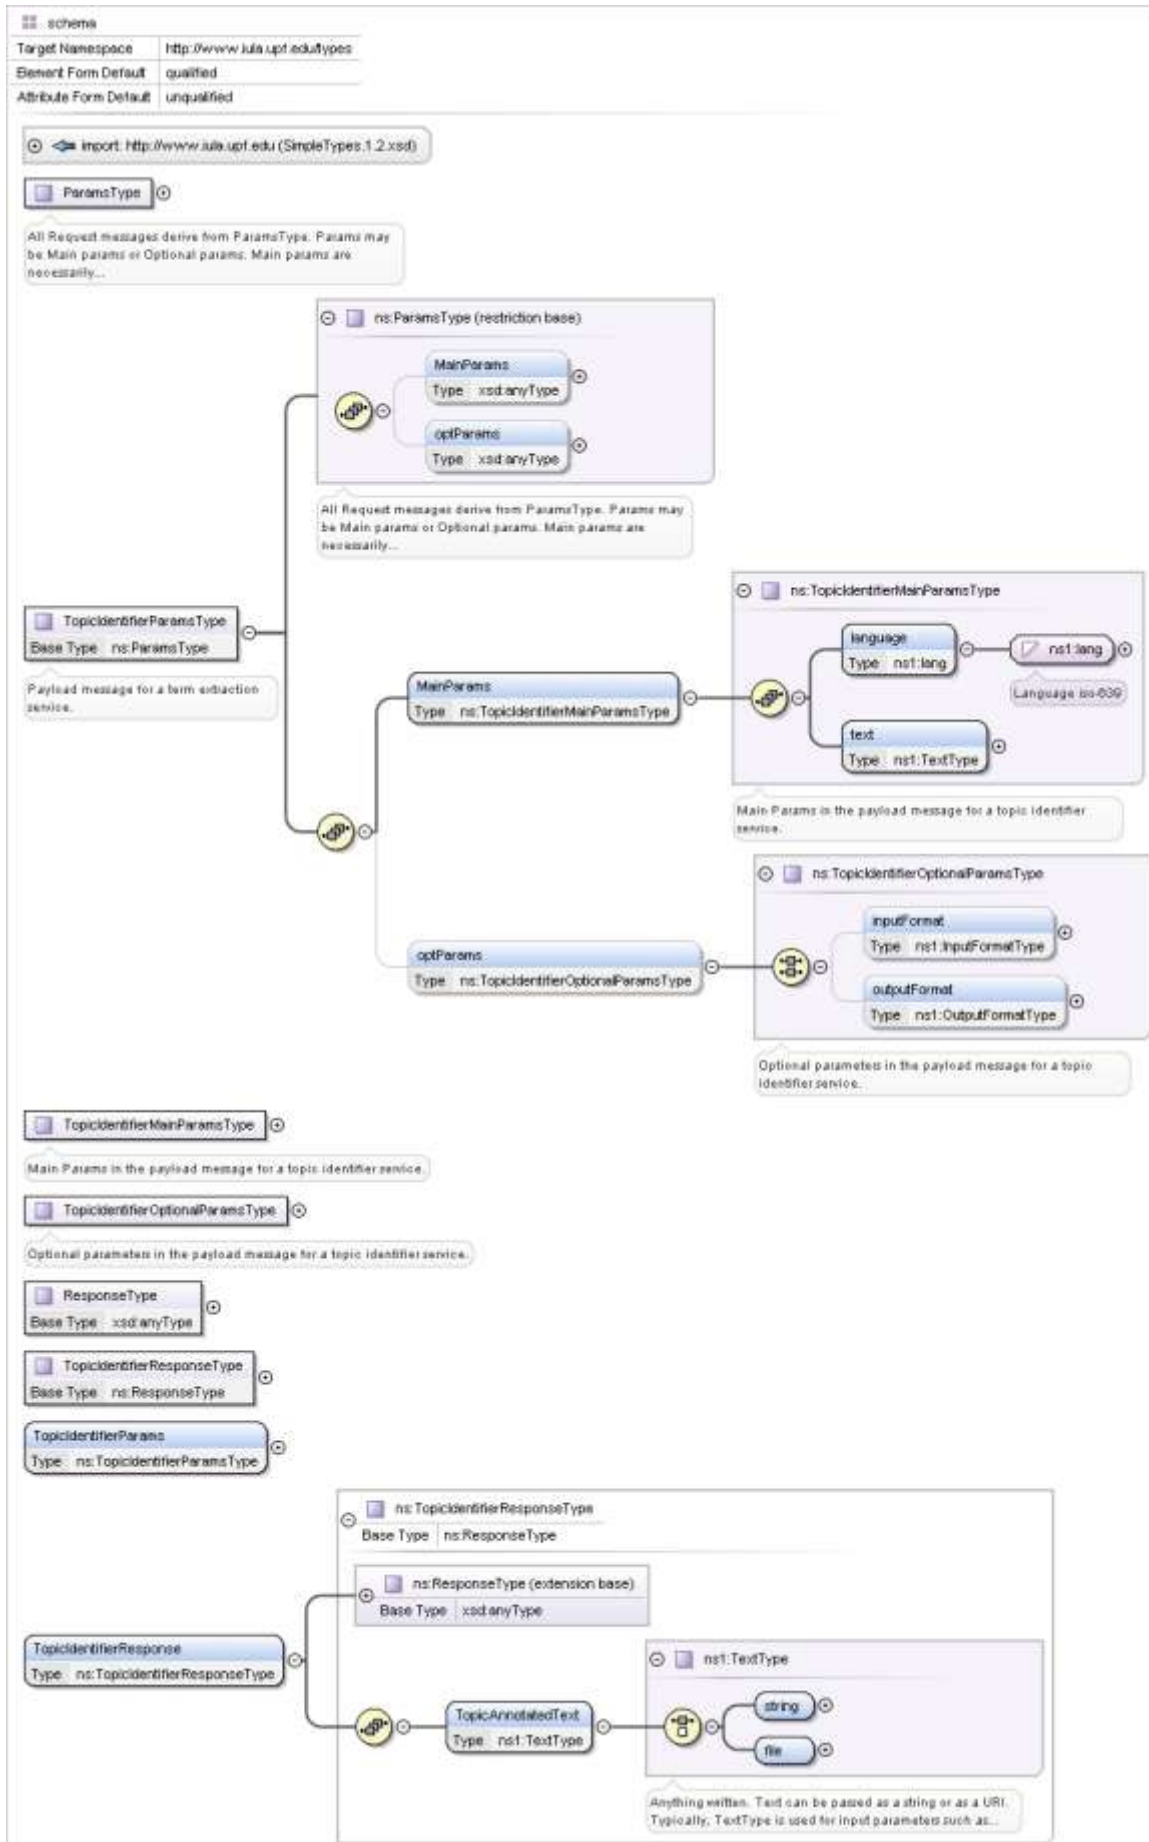 schema
Target Namespace http://www.iula.upf.edu/types
Element Form Default qualified
Attribute Form Default unqualified
import: http://www.iula.upf.edu (SimpleTypes.1.2.xsd)
ParamsType
All Request messages derive from ParamsType. Params may
be Main params or Optional params. Main params are
necessarily...
ns:ParamsType (restriction base)
MainParams
Type xsd:anyType
optParams
Type xsd:anyType
All Request messages derive from ParamsType. Params may
be Main params or Optional params. Main params are
necessarily...
TopicIdentifierParamsType
Base Type ns:ParamsType
Payload message for a term extraction
service.
MainParams
Type ns:TopicIdentifierMainParamsType
ns:TopicIdentifierMainParamsType
language
Type ns1:lang
ns1:lang
Language iso-639
text
Type ns1:TextType
Main Params in the payload message for a topic identifier
service.
optParams
Type ns:TopicIdentifierOptionalParamsType
ns:TopicIdentifierOptionalParamsType
inputFormat
Type ns1:InputFormatType
outputFormat
Type ns1:OutputFormatType
Optional parameters in the payload message for a topic
identifier service.
TopicIdentifierMainParamsType
Main Params in the payload message for a topic identifier service.
TopicIdentifierOptionalParamsType
Optional parameters in the payload message for a topic identifier service.
ResponseType
Base Type xsd:anyType
TopicIdentifierResponseType
Base Type ns:ResponseType
TopicIdentifierParams
Type ns:TopicIdentifierParamsType
ns:TopicIdentifierResponseType
Base Type ns:ResponseType
ns:ResponseType (extension base)
Base Type xsd:anyType
TopicIdentifierResponse
Type ns:TopicIdentifierResponseType
TopicAnnotatedText
Type ns1:TextType
ns1:TextType
string
file
Anything written. Text can be passed as a string or as a URI.
Typically, TextType is used for input parameters such as...